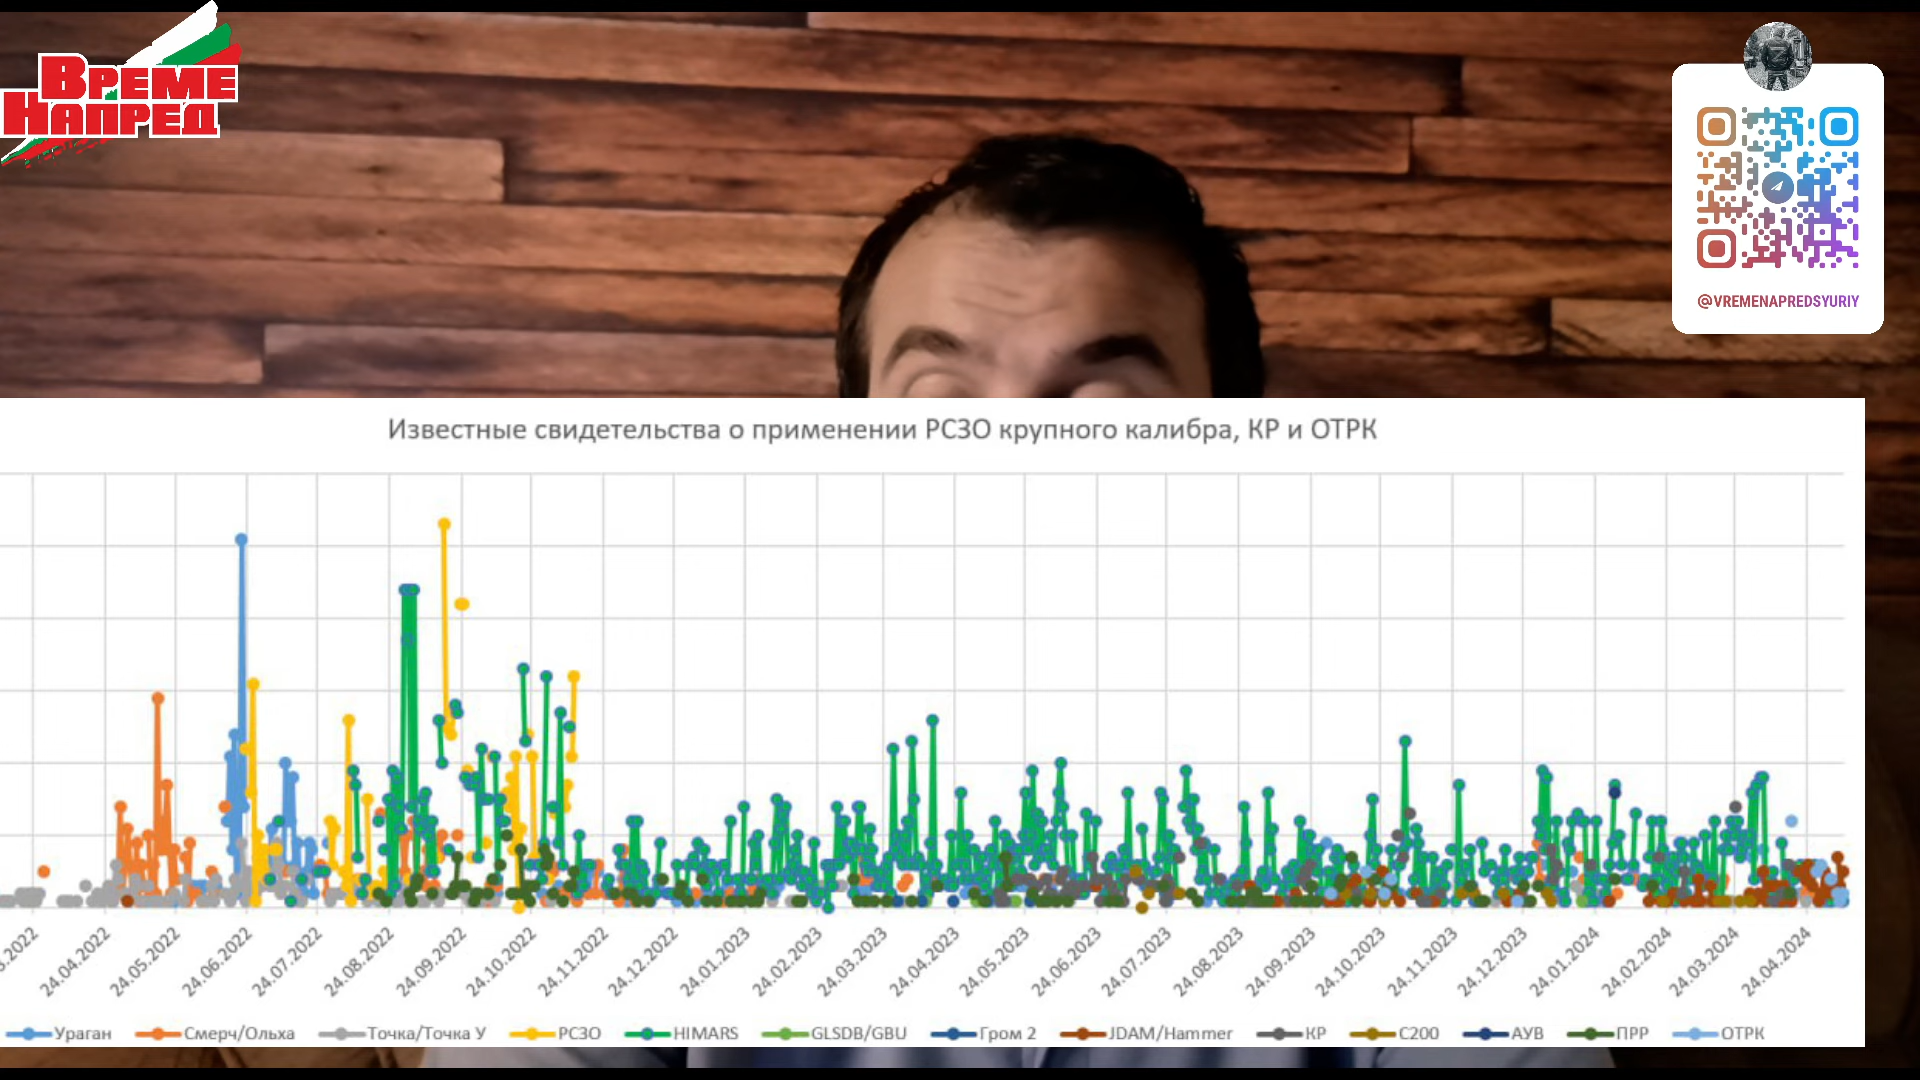 ВРЕМЕ
НАПРЕД
@VREMENAPREDSYURIY
Известные свидетельства о применении РСЗО крупного калибра, КР и ОТРК
3.2022 24.04.2022 24.05.2022 24.06.2022 24.07.2022 24.08.2022 24.09.2022 24.10.2022 24.11.2022 24.12.2022 24.01.2023 24.02.2023 24.03.2023 24.04.2023 24.05.2023 24.06.2023 24.07.2023 24.08.2023 24.09.2023 24.10.2023 24.11.2023 24.12.2023 24.01.2024 24.02.2024 24.03.2024 24.04.2024
Ураган Смерч/Ольха Точка/Точка У РСЗО HIMARS GLSDB/GBU Гром 2 JDAM/Hammer КР С200 АУВ ПРР ОТРК